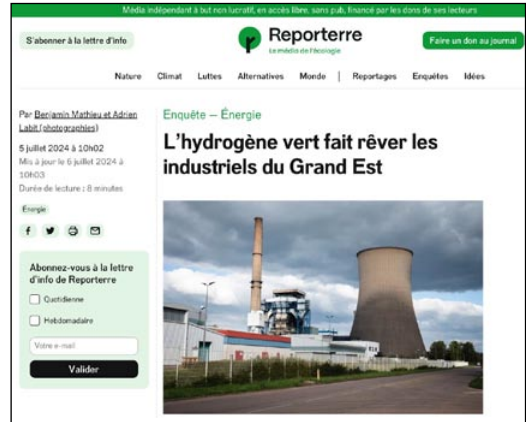 Média indépendant à but non lucratif, en accès libre, sans pub, financé par les dons de ses lecteurs
S'abonner à la lettre d'info
Reporterre
Le média de l'écologie
Faire un don au journal
Nature Climat Luttes Alternatives Monde | Reportages Enquêtes Idées
Par Benjamin Mathieu et Adrien
Labit (photographies)
5 juillet 2024 à 10h02
Mis à jour le 6 juillet 2024 à
10h03
Durée de lecture : 8 minutes
Énergie
Enquête — Énergie
L'hydrogène vert fait rêver les
industriels du Grand Est
Abonnez-vous à la lettre
d'info de Reporterre
Quotidienne
Hebdomadaire
Votre e-mail
Valider